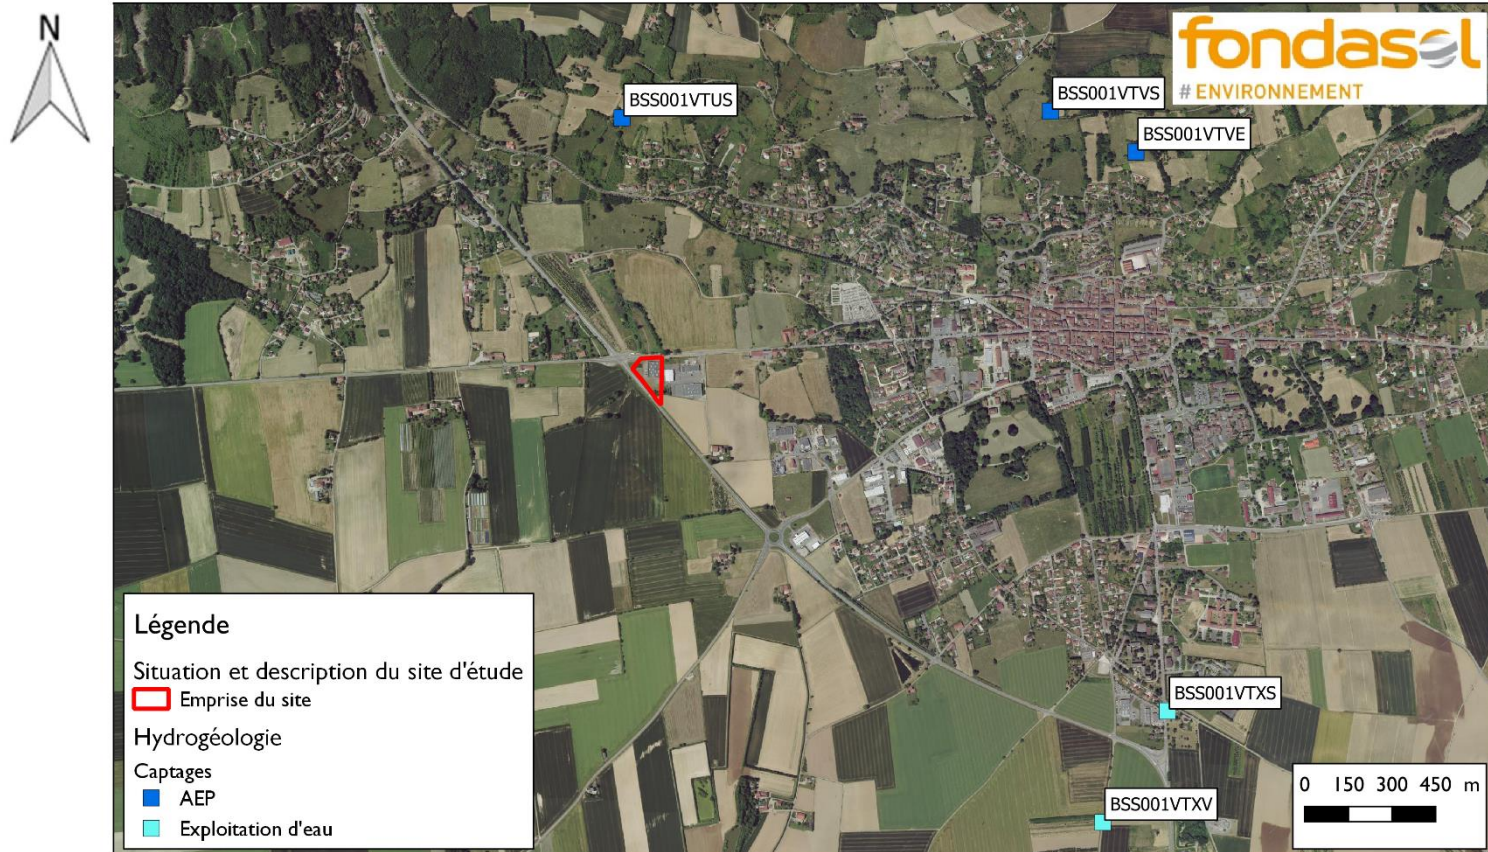 N
fondasol
# ENVIRONNEMENT
BSS001VTUS
BSS001VTVS
BSS001VTVE
Légende
Situation et description du site d'étude
Emprise du site
Hydrogéologie
Captages
AEP
Exploitation d'eau
BSS001VTXS
BSS001VTXV
0 150 300 450 m